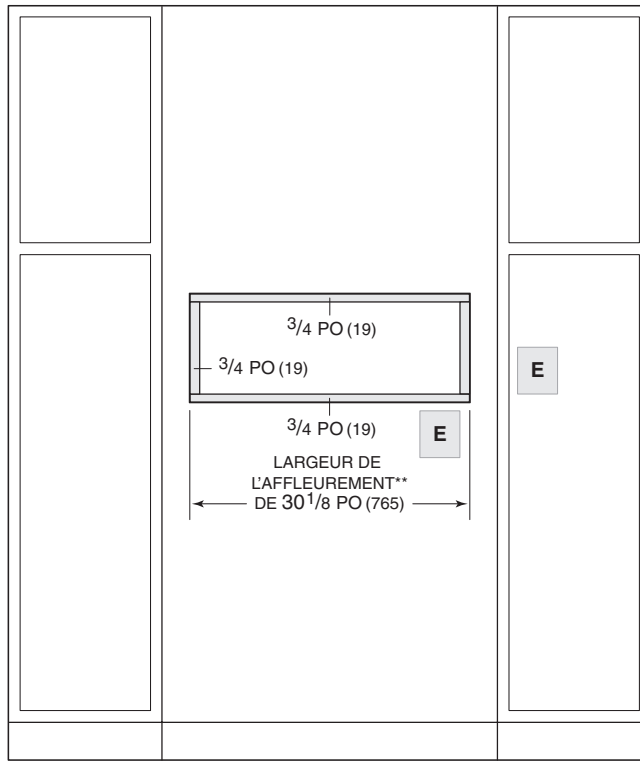 3/4 PO (19)
E
3/4 PO (19)
3/4 PO (19)
E
LARGEUR DE
L'AFFLEUREMENT**
DE 30 1/8 PO (765)